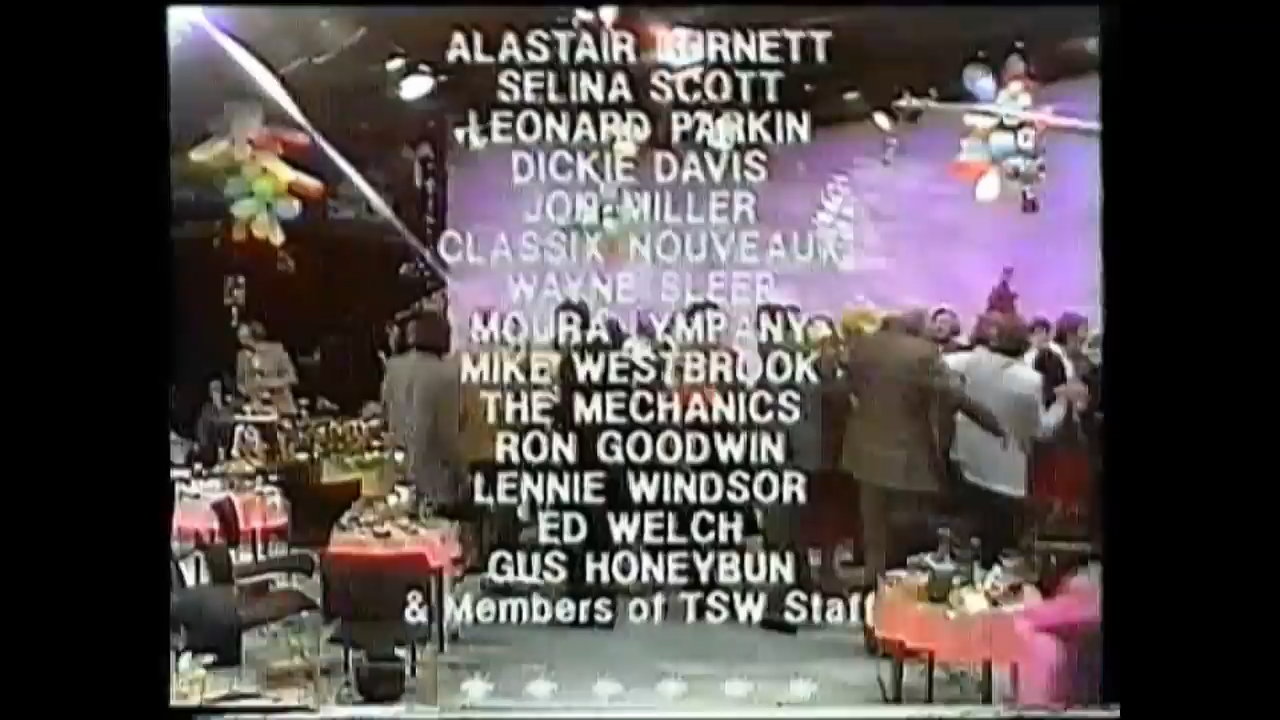 ALASTAIR BURNETT
SELINA SCOTT
LEONARD PARKIN
DICKIE DAVIS
JON MILLER
CLASSIX NOUVEAUX
WAYNE SLEEP
MOURA LYMPANY
MIKE WESTBROOK
THE MECHANICS
RON GOODWIN
LENNIE WINDSOR
ED WELCH
GUS HONEYBUN
& Members of TSW Staff